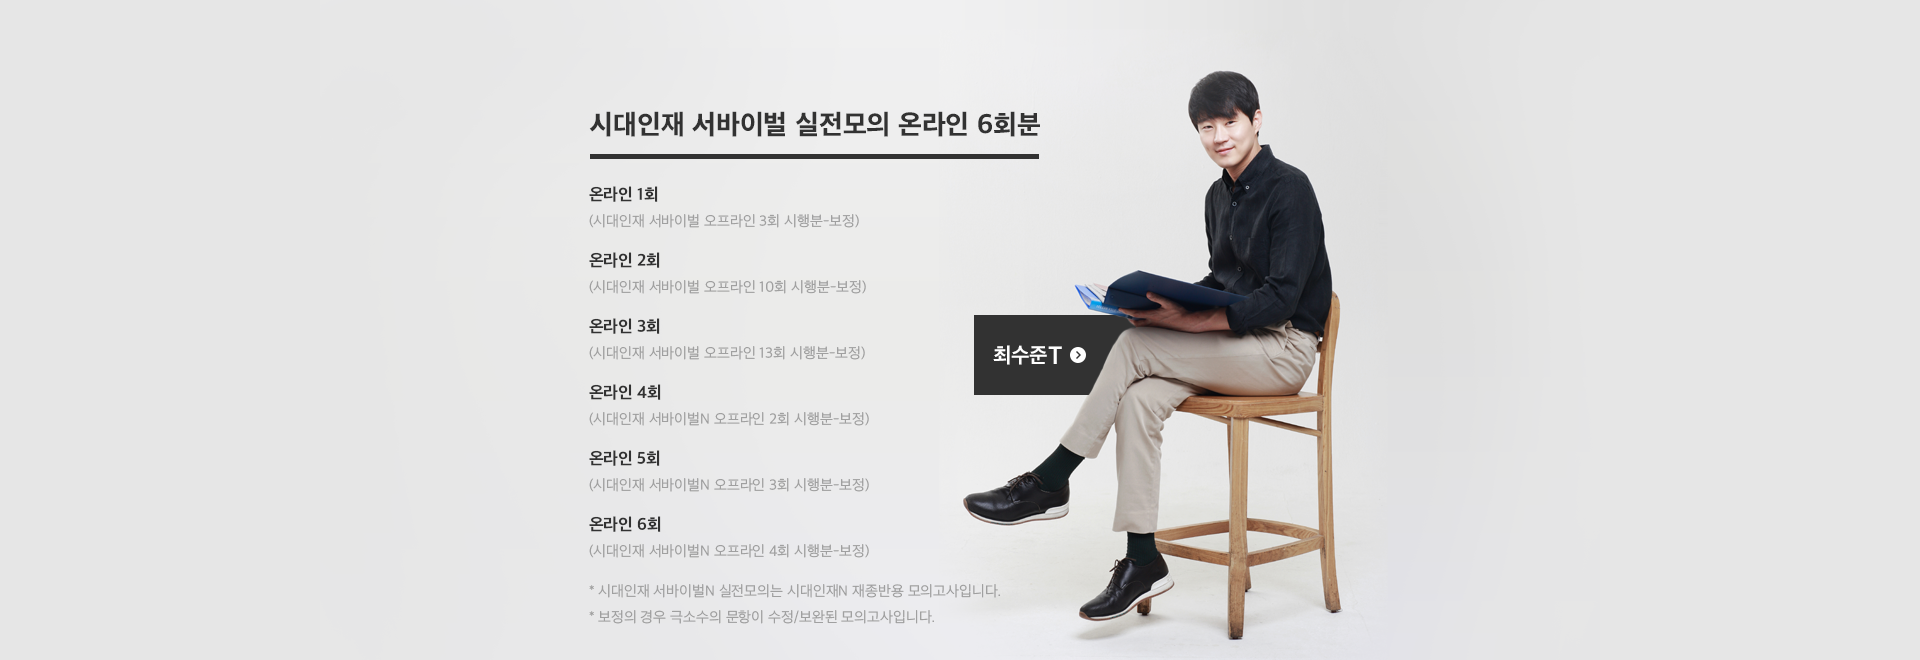 시대인재 서바이벌 실전모의 온라인 6회분
온라인 1회
(시대인재 서바이벌 오프라인 3회 시행분-보정)
온라인 2회
(시대인재 서바이벌 오프라인 10회 시행분-보정)
온라인 3회
(시대인재 서바이벌 오프라인 13회 시행분-보정)
온라인 4회
(시대인재 서바이벌N 오프라인 2회 시행분-보정)
온라인 5회
(시대인재 서바이벌N 오프라인 3회 시행분-보정)
온라인 6회
(시대인재 서바이벌N 오프라인 4회 시행분-보정)
* 시대인재 서바이벌N 실전모의는 시대인재N 재종반용 모의고사입니다.
* 보정의 경우 극소수의 문항이 수정/보완된 모의고사입니다.
최수준T